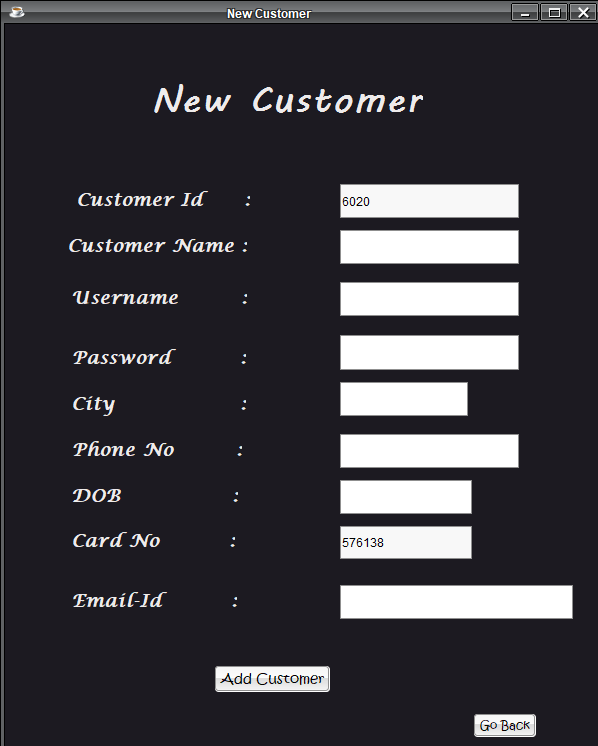 New Customer
New Customer
Customer Id : 6020
Customer Name :
Username :
Password :
City :
Phone No :
DOB :
Card No : 576138
Email-Id :
Add Customer
Go Back